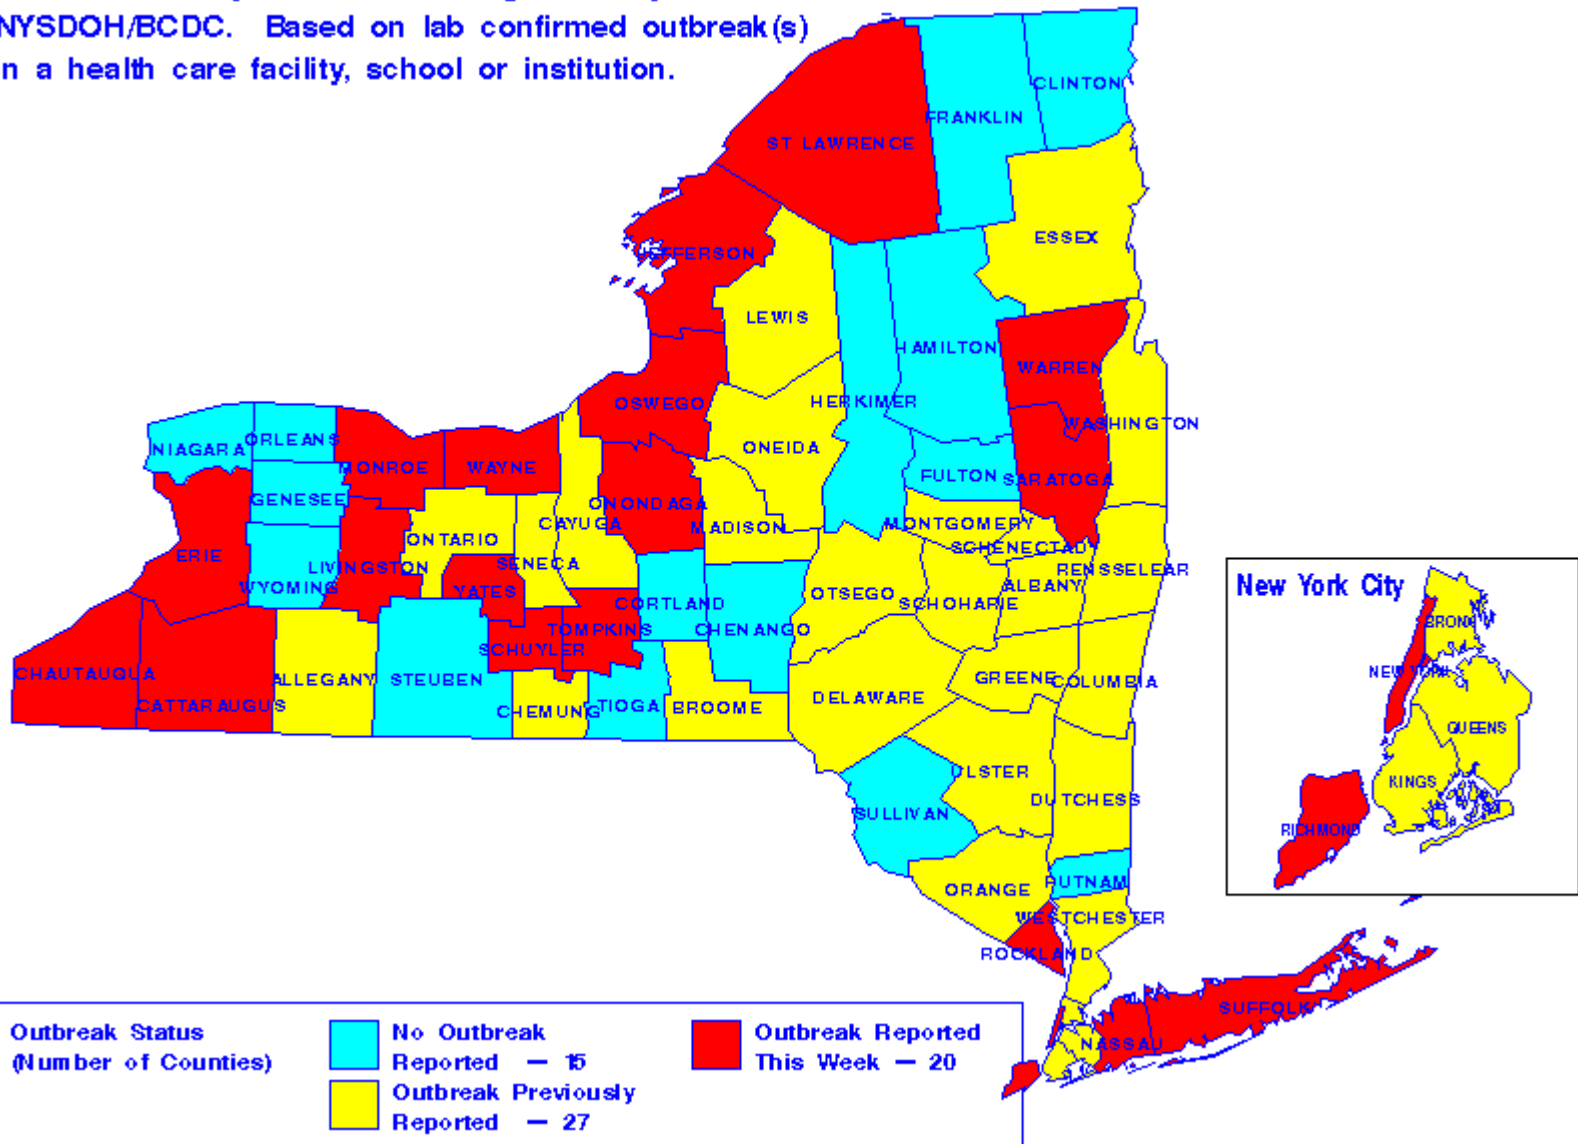 NYSDOH/BCDC. Based on lab confirmed outbreak(s)
n a health care facility, school or institution.
CLINTON
FRANKLIN
ST LAWRENCE
ESSEX
JEFFERSON
LEWIS
HAMILTON
WARREN
HERKIMER
OSWEGO
WASHINGTON
ORLEANS
NIAGARA
ONEIDA
MONROE
WAYNE
FULTON
SARATOGA
GENESEE
ONONDAGA
CAYUGA
MADISON
MONTGOMERY
ONTARIO
SCHENECTADY
ERIE
SENECA
LIVINGSTON
RENSSELEAR
WYOMING
YATES
ALBANY
OTSEGO
SCHOHARIE
CORTLAND
TOMPKINS
CHENANGO
SCHUYLER
CHAUTAUQUA
ALLEGANY
STEUBEN
GREENE
COLUMBIA
DELAWARE
CATTARAUGUS
CHEMUNG
TIOGA
BROOME
ULSTER
DUTCHESS
SULLIVAN
PUTNAM
ORANGE
WESTCHESTER
ROCKLAND
SUFFOLK
NASSAU
New York City
BRONX
NEW YORK
QUEENS
KINGS
RICHMOND
Outbreak Status
(Number of Counties)
No Outbreak
Reported — 15
Outbreak Previously
Reported — 27
Outbreak Reported
This Week — 20